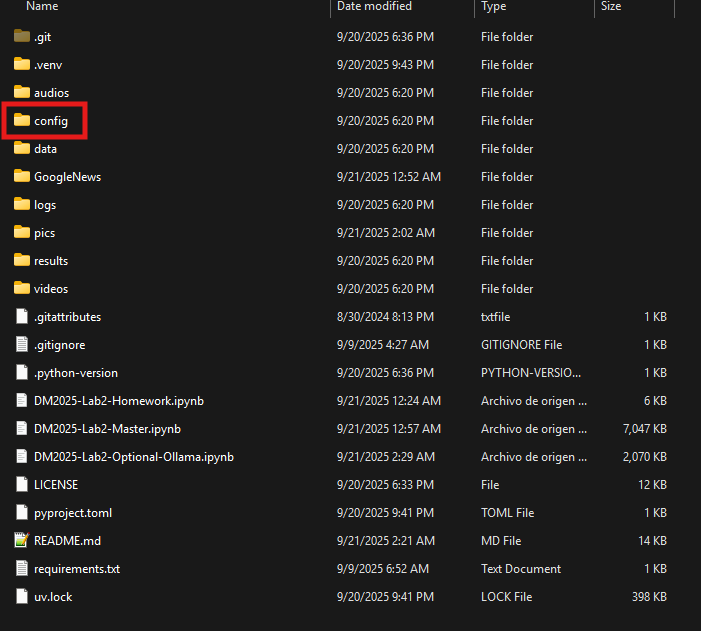 Name Date modified Type Size
.git 9/20/2025 6:36 PM File folder
.venv 9/20/2025 9:43 PM File folder
audios 9/20/2025 6:20 PM File folder
config 9/20/2025 6:20 PM File folder
data 9/20/2025 6:20 PM File folder
GoogleNews 9/21/2025 12:52 AM File folder
logs 9/20/2025 6:20 PM File folder
pics 9/21/2025 2:02 AM File folder
results 9/20/2025 6:20 PM File folder
videos 9/20/2025 6:20 PM File folder
.gitattributes 8/30/2024 8:13 PM txtfile 1 KB
.gitignore 9/9/2025 4:27 AM GITIGNORE File 1 KB
.python-version 9/20/2025 6:36 PM PYTHON-VERSIO... 1 KB
DM2025-Lab2-Homework.ipynb 9/21/2025 12:24 AM Archivo de origen ... 6 KB
DM2025-Lab2-Master.ipynb 9/21/2025 12:57 AM Archivo de origen ... 7,047 KB
DM2025-Lab2-Optional-Ollama.ipynb 9/21/2025 2:29 AM Archivo de origen ... 2,070 KB
LICENSE 9/20/2025 6:33 PM File 12 KB
pyproject.toml 9/20/2025 9:41 PM TOML File 1 KB
README.md 9/21/2025 2:21 AM MD File 14 KB
requirements.txt 9/9/2025 6:52 AM Text Document 1 KB
uv.lock 9/20/2025 9:41 PM LOCK File 398 KB